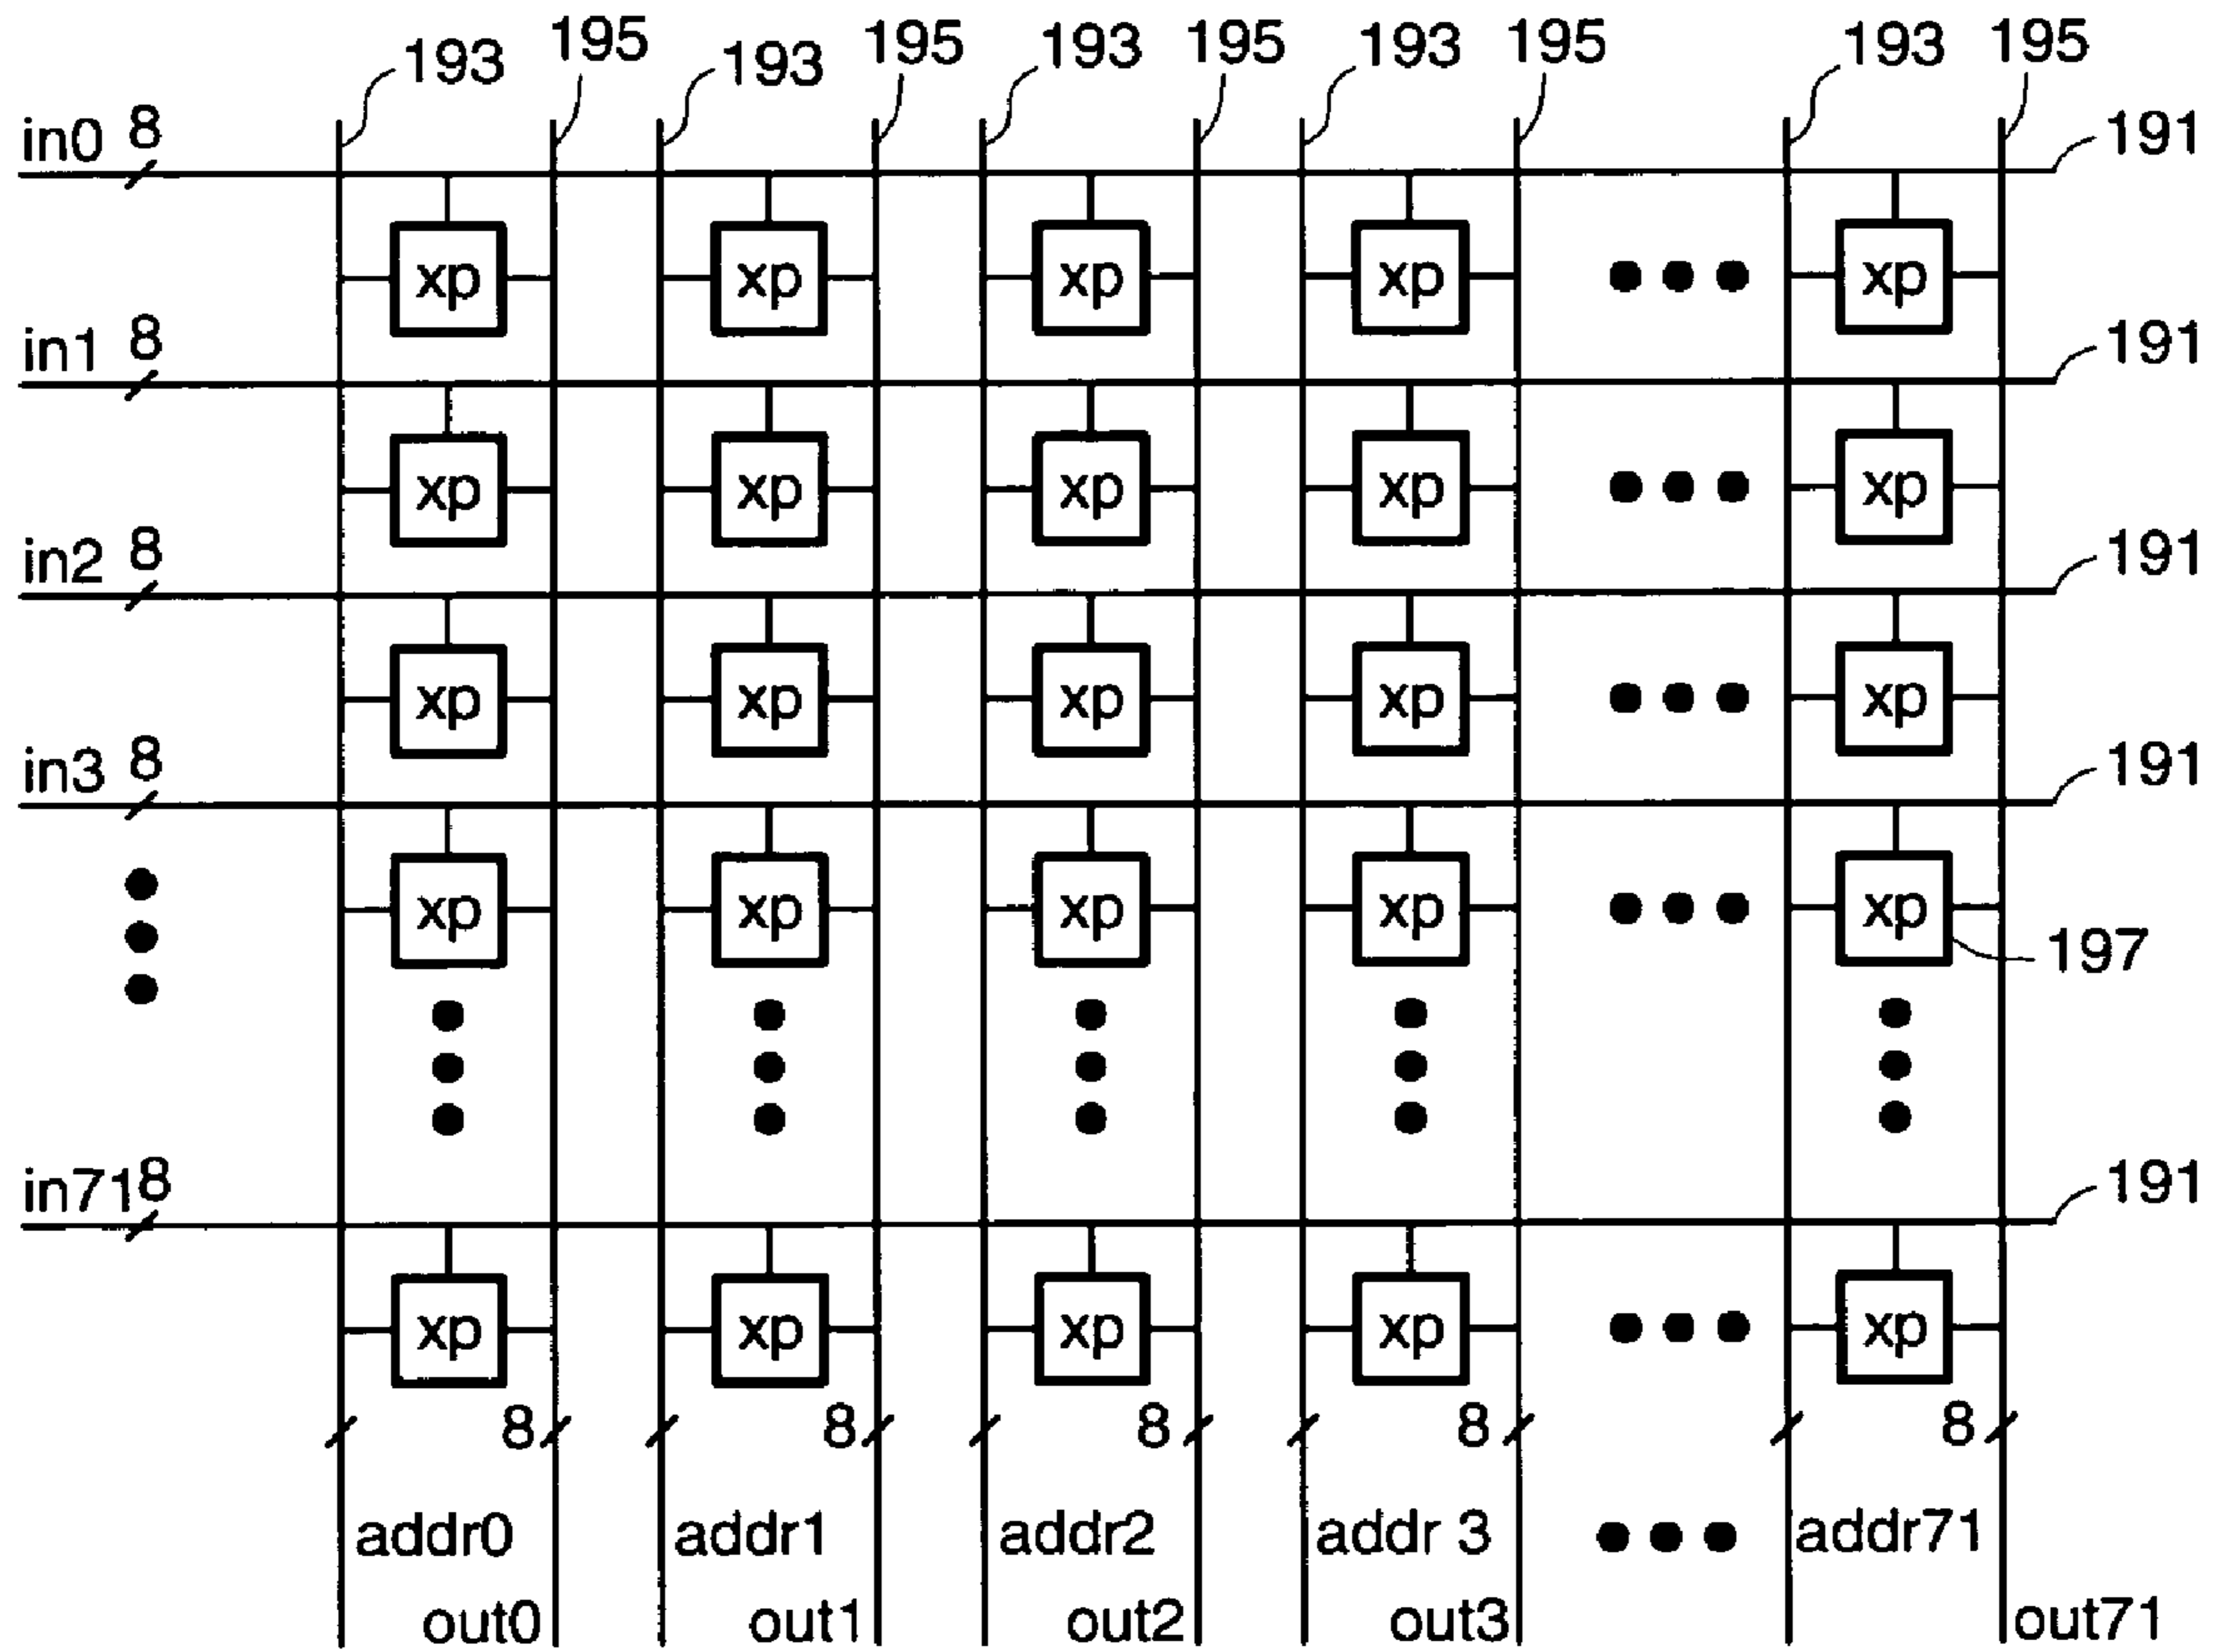 193 195 193 195 193 195 193 195 193 195
in0 8 191
xp xp xp xp xp
in1 8 191
xp xp xp xp xp
in2 8 191
xp xp xp xp xp
in3 8 191
xp xp xp xp xp
197
in71 8 191
xp xp xp xp xp
8 8 8 8 8
addr0 addr1 addr2 addr 3 addr71
out0 out1 out2 out3 out71